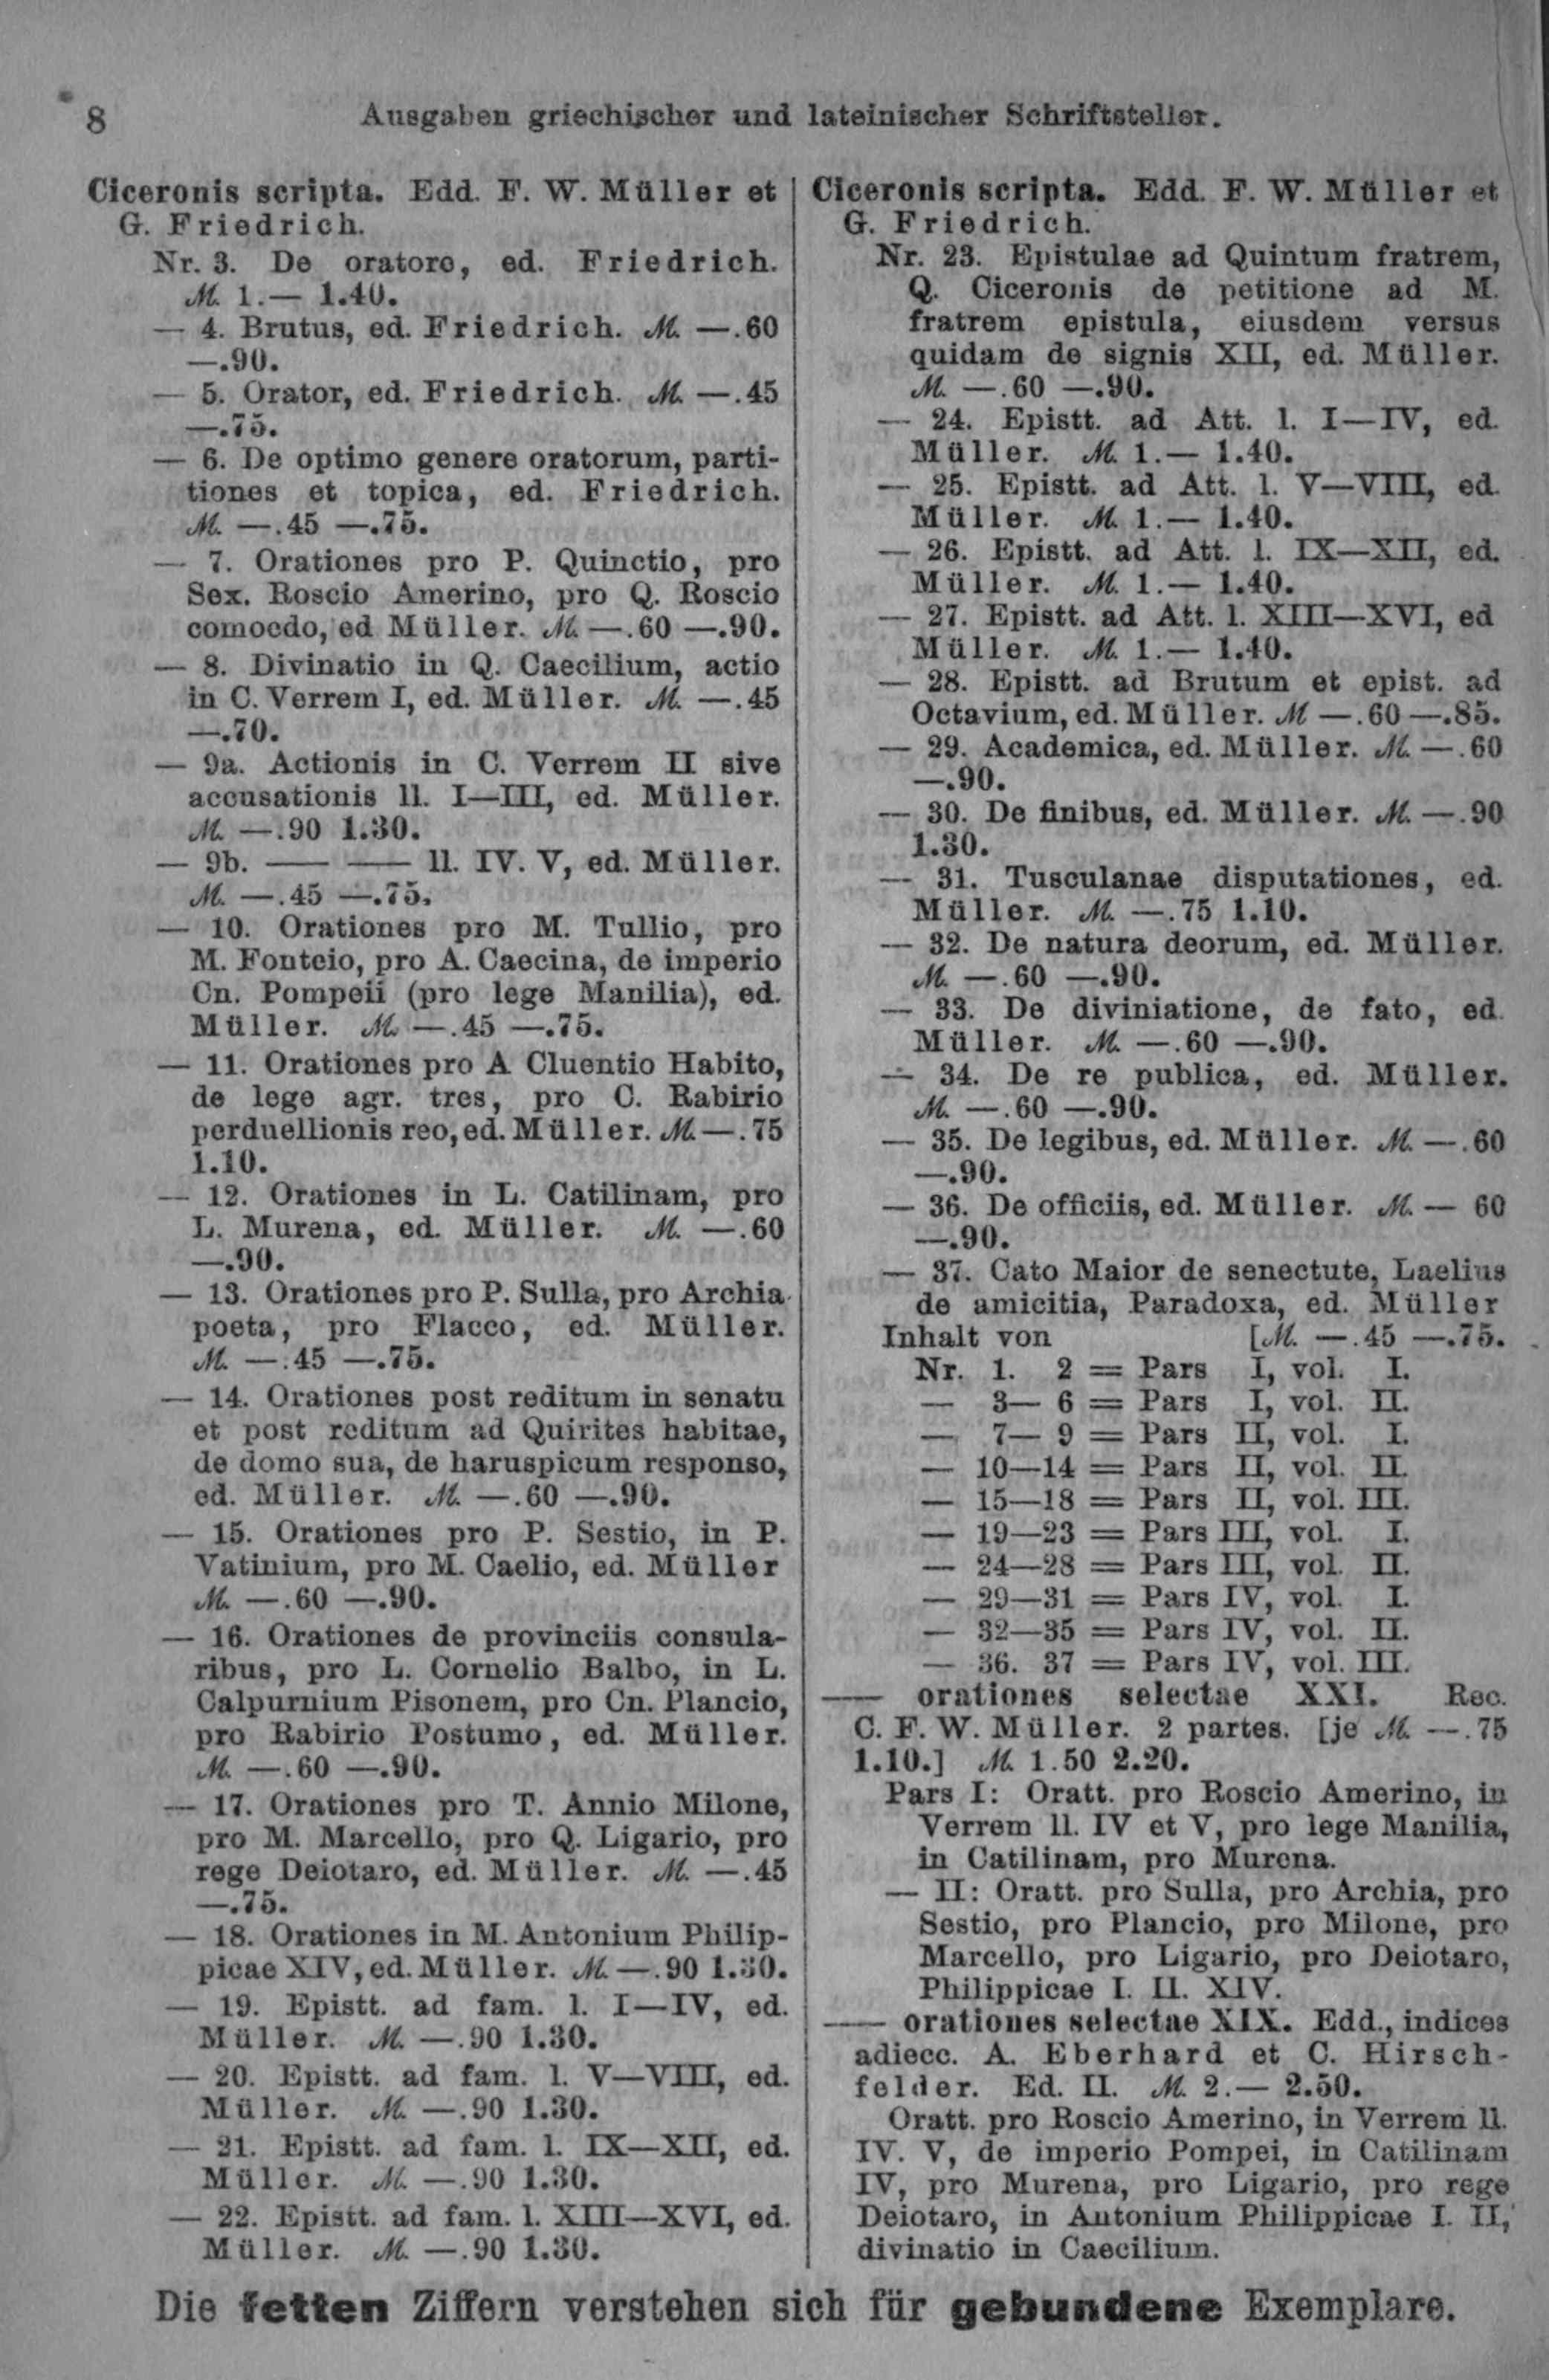 8
Ausgaben griechischer und lateinischer Schriftsteller.
Ciceronis scripta. Edd. F. W. Müller et
G. Friedrich.
Nr. 3. De oratore, ed. Friedrich.
ℳ 1.— 1.40.
— 4. Brutus, ed. Friedrich. ℳ —.60
—.90.
— 5. Orator, ed. Friedrich. ℳ —.45
—.75.
— 6. De optimo genere oratorum, parti-
tiones et topica, ed. Friedrich.
ℳ —.45 —.75.
— 7. Orationes pro P. Quinctio, pro
Sex. Roscio Amerino, pro Q. Roscio
comoedo, ed Müller. ℳ —.60 —.90.
— 8. Divinatio in Q. Caecilium, actio
in C. Verrem I, ed. Müller. ℳ —.45
—.70.
— 9a. Actionis in C. Verrem II sive
accusationis ll. I—III, ed. Müller.
ℳ —.90 1.30.
— 9b. —— —— ll. IV. V, ed. Müller.
ℳ —.45 —.75.
— 10. Orationes pro M. Tullio, pro
M. Fonteio, pro A. Caecina, de imperio
Cn. Pompeii (pro lege Manilia), ed.
Müller. ℳ —.45 —.75.
— 11. Orationes pro A Cluentio Habito,
de lege agr. tres, pro C. Rabirio
perduellionis reo, ed. Müller. ℳ —.75
1.10.
— 12. Orationes in L. Catilinam, pro
L. Murena, ed. Müller. ℳ —.60
—.90.
— 13. Orationes pro P. Sulla, pro Archia
poeta, pro Flacco, ed. Müller.
ℳ —.45 —.75.
— 14. Orationes post reditum in senatu
et post reditum ad Quirites habitae,
de domo sua, de haruspicum responso,
ed. Müller. ℳ —.60 —.90.
— 15. Orationes pro P. Sestio, in P.
Vatinium, pro M. Caelio, ed. Müller
ℳ —.60 —.90.
— 16. Orationes de provinciis consula-
ribus, pro L. Cornelio Balbo, in L.
Calpurnium Pisonem, pro Cn. Plancio,
pro Rabirio Postumo, ed. Müller.
ℳ —.60 —.90.
— 17. Orationes pro T. Annio Milone,
pro M. Marcello, pro Q. Ligario, pro
rege Deiotaro, ed. Müller. ℳ —.45
—.75.
— 18. Orationes in M. Antonium Philip-
picae XIV, ed. Müller. ℳ —.90 1.30.
— 19. Epistt. ad fam. l. I—IV, ed.
Müller. ℳ —.90 1.30.
— 20. Epistt. ad fam. l. V—VIII, ed.
Müller. ℳ —.90 1.30.
— 21. Epistt. ad fam. l. IX—XII, ed.
Müller. ℳ —.90 1.30.
— 22. Epistt. ad fam. l. XIII—XVI, ed.
Müller. ℳ —.90 1.30.
Ciceronis scripta. Edd. F. W. Müller et
G. Friedrich.
Nr. 23. Epistulae ad Quintum fratrem,
Q. Ciceronis de petitione ad M.
fratrem epistula, eiusdem versus
quidam de signis XII, ed. Müller.
ℳ —.60 —.90.
— 24. Epistt. ad Att. l. I—IV, ed.
Müller. ℳ 1.— 1.40.
— 25. Epistt. ad Att. l. V—VIII, ed.
Müller. ℳ 1.— 1.40.
— 26. Epistt. ad Att. l. IX—XII, ed.
Müller. ℳ 1.— 1.40.
— 27. Epistt. ad Att. l. XIII—XVI, ed
Müller. ℳ 1.— 1.40.
— 28. Epistt. ad Brutum et epist. ad
Octavium, ed. Müller. ℳ —.60 —.85.
— 29. Academica, ed. Müller. ℳ —.60
—.90.
— 30. De finibus, ed. Müller. ℳ —.90
1.30.
— 31. Tusculanae disputationes, ed.
Müller. ℳ —.75 1.10.
— 32. De natura deorum, ed. Müller.
ℳ —.60 —.90.
— 33. De diviniatione, de fato, ed.
Müller. ℳ —.60 —.90.
— 34. De re publica, ed. Müller.
ℳ —.60 —.90.
— 35. De legibus, ed. Müller. ℳ —.60
—.90.
— 36. De officiis, ed. Müller. ℳ — 60
—.90.
— 37. Cato Maior de senectute, Laelius
de amicitia, Paradoxa, ed. Müller
Inhalt von [ℳ —.45 —.75.
Nr. 1. 2 = Pars I, vol. I.
— 3— 6 = Pars I, vol. II.
— 7— 9 = Pars II, vol. I.
— 10—14 = Pars II, vol. II.
— 15—18 = Pars II, vol. III.
— 19—23 = Pars III, vol. I.
— 24—28 = Pars III, vol. II.
— 29—31 = Pars IV, vol. I.
— 32—35 = Pars IV, vol. II.
— 36. 37 = Pars IV, vol. III.
—— orationes selectae XXI. Rec.
C. F. W. Müller. 2 partes. [je ℳ —.75
1.10.] ℳ 1.50 2.20.
Pars I: Oratt. pro Roscio Amerino, in
Verrem ll. IV et V, pro lege Manilia,
in Catilinam, pro Murena.
— II: Oratt. pro Sulla, pro Archia, pro
Sestio, pro Plancio, pro Milone, pro
Marcello, pro Ligario, pro Deiotaro,
Philippicae I. II. XIV.
—— orationes selectae XIX. Edd., indices
adiecc. A. Eberhard et C. Hirsch-
felder. Ed. II. ℳ 2.— 2.50.
Oratt. pro Roscio Amerino, in Verrem ll.
IV. V, de imperio Pompei, in Catilinam
IV, pro Murena, pro Ligario, pro rege
Deiotaro, in Antonium Philippicae I. II,
divinatio in Caecilium.
Die fetten Ziffern verstehen sich für gebundene Exemplare.